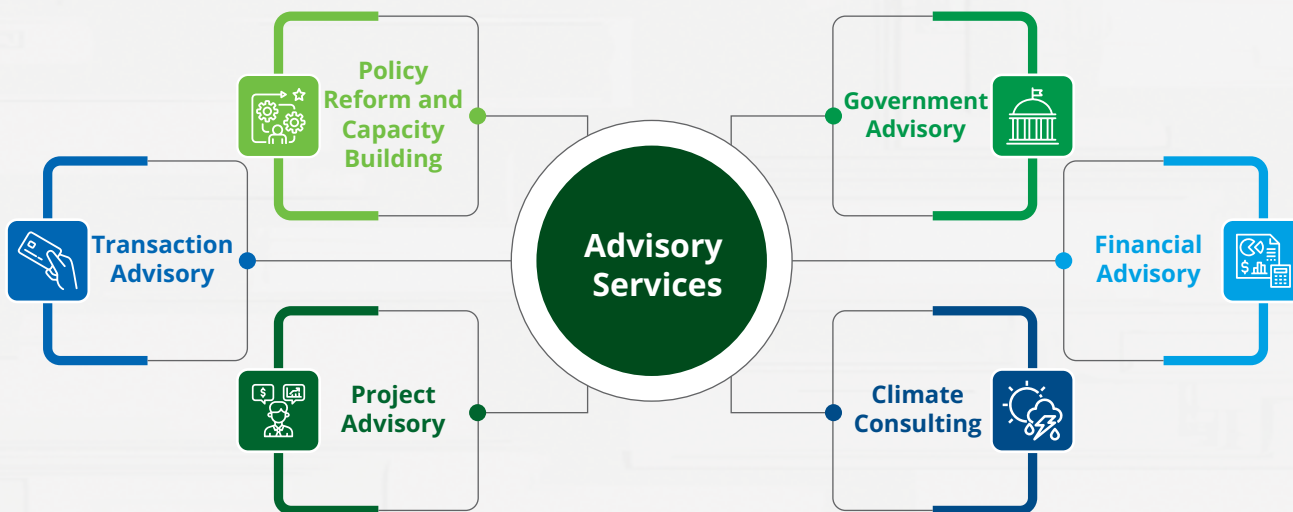 Policy
Reform and
Capacity
Building
Government
Advisory
Transaction
Advisory
Advisory
Services
Financial
Advisory
Project
Advisory
Climate
Consulting
$
$